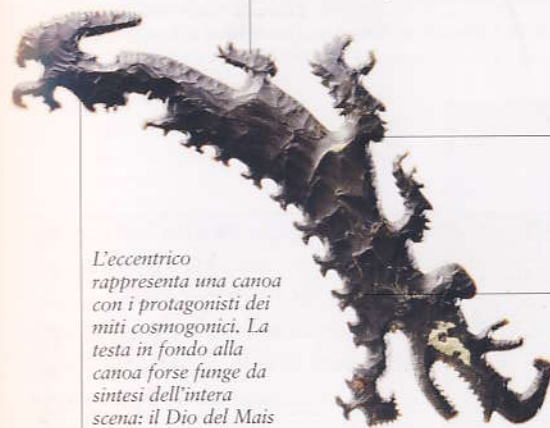 L'eccentrico
rappresenta una canoa
con i protagonisti dei
miti cosmogonici. La
testa in fondo alla
canoa forse funge da
sintesi dell'intera
scena: il Dio del Mais